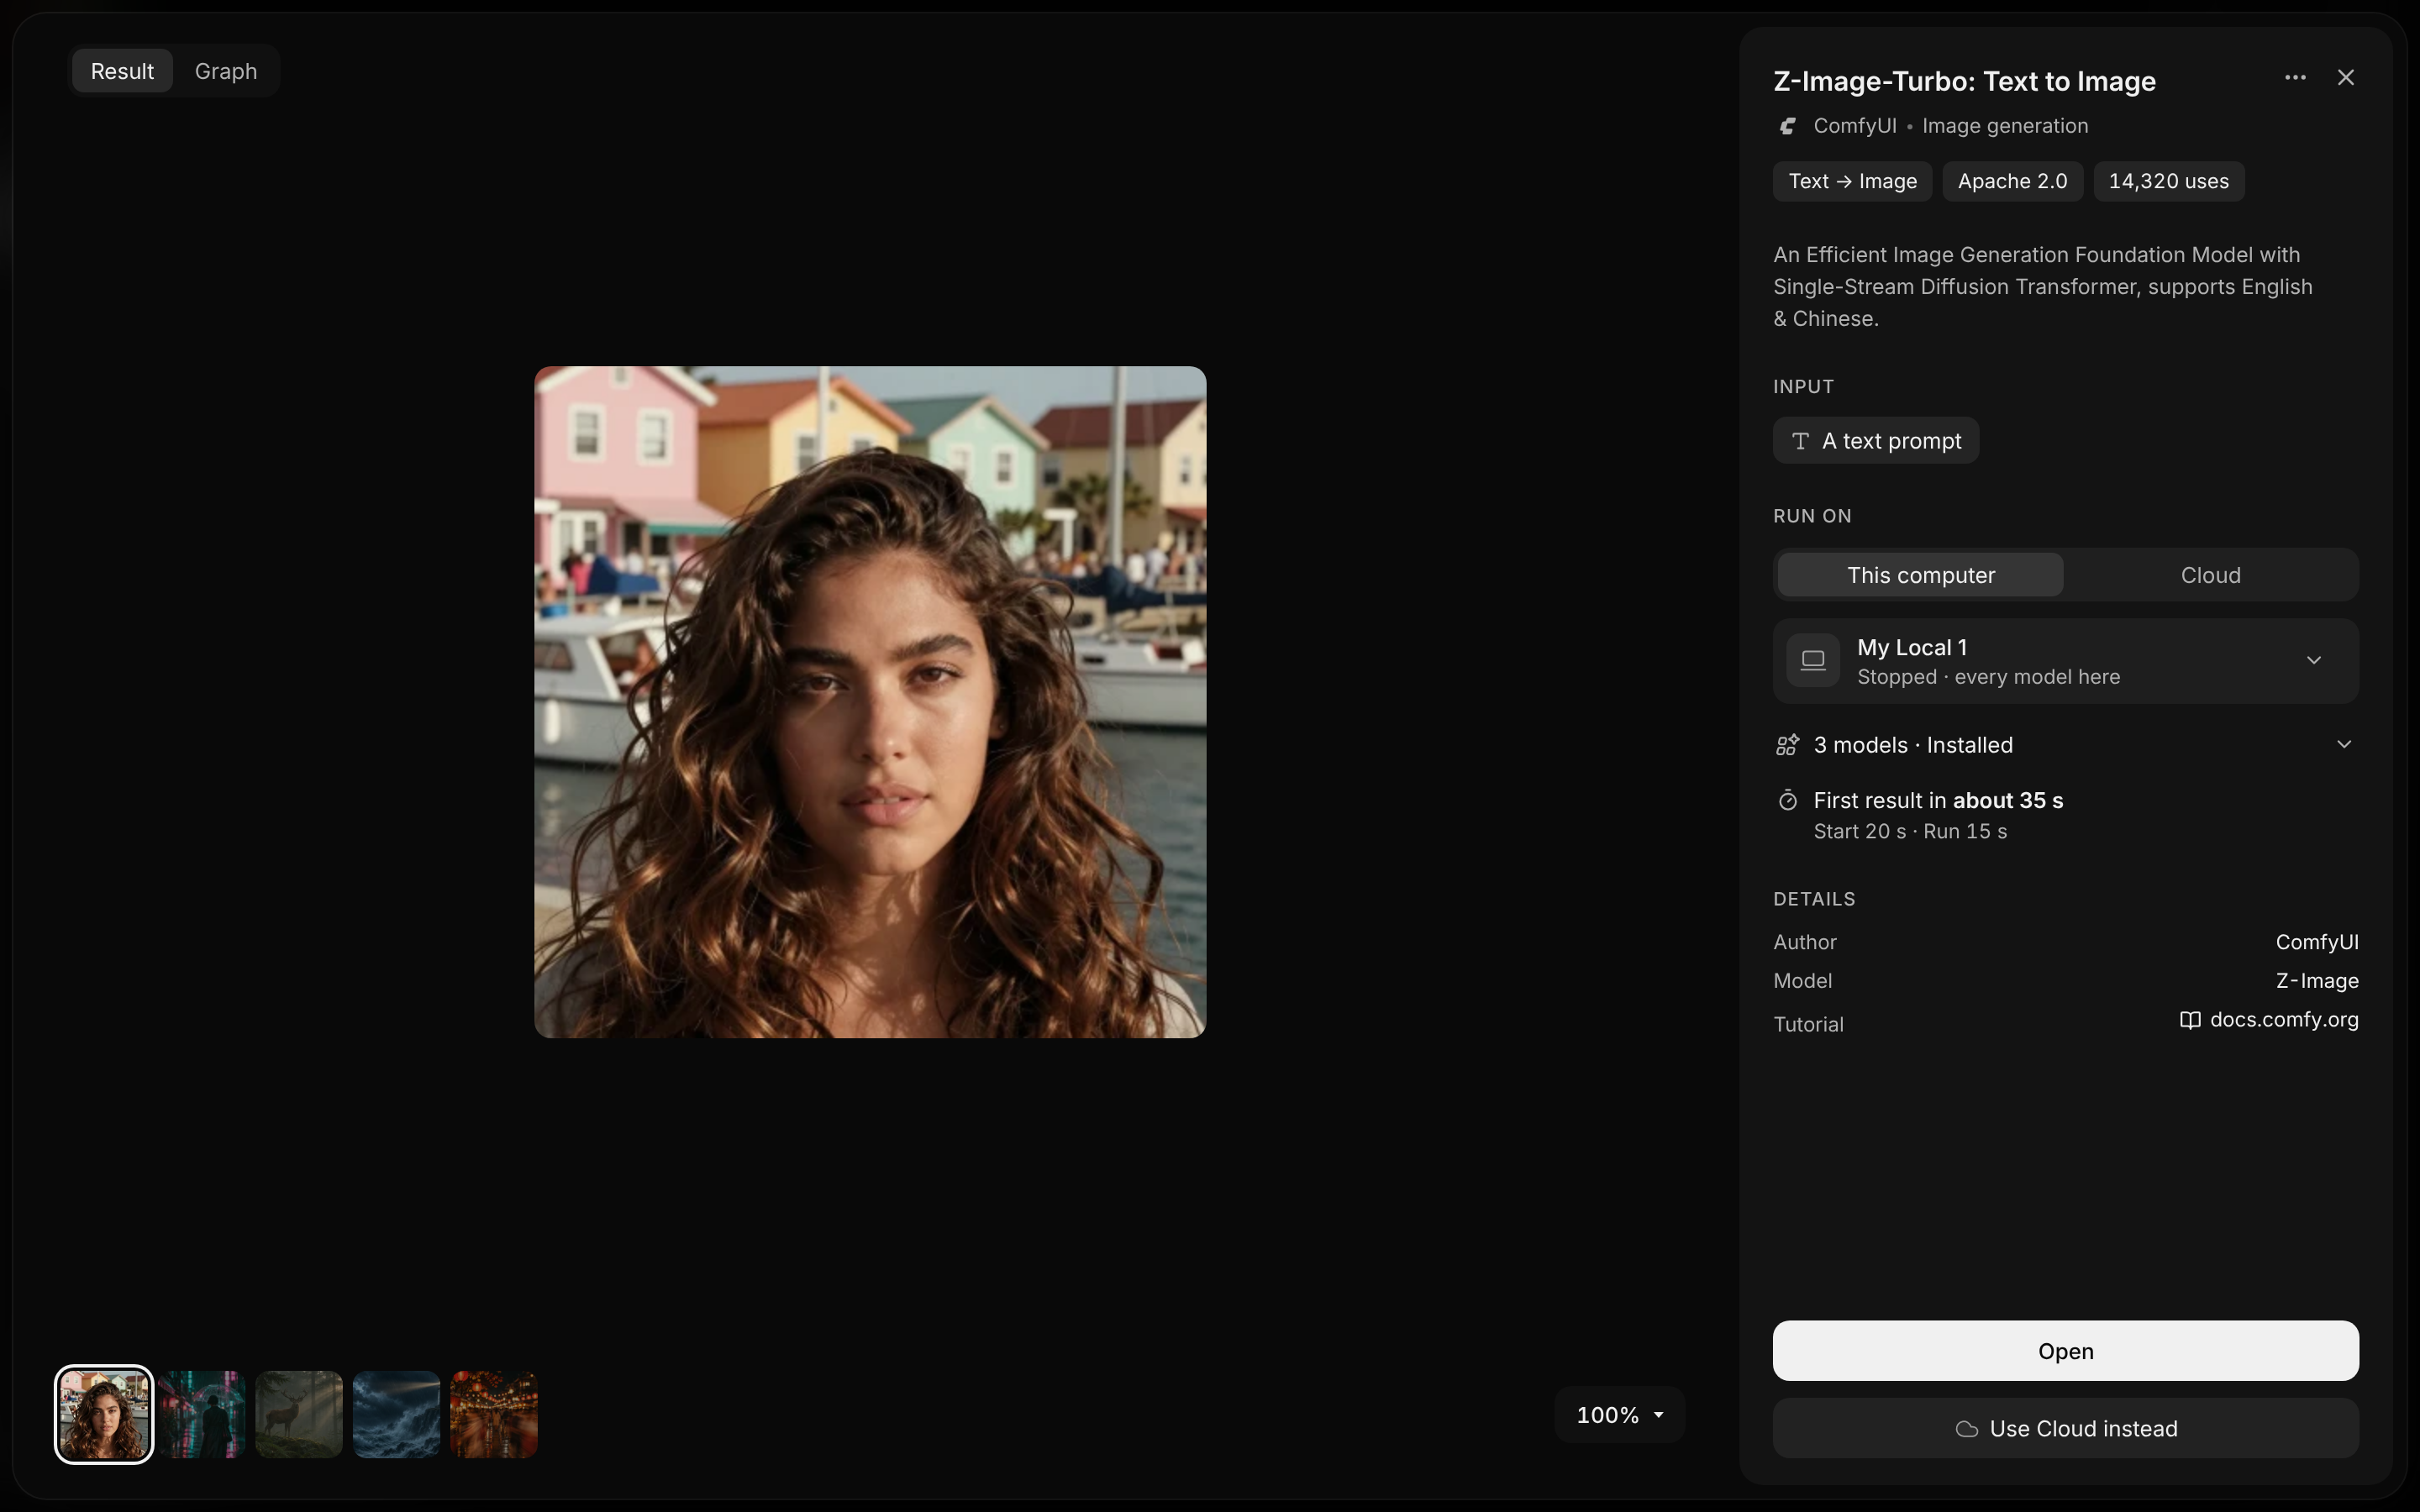 Result
Graph
Z-Image-Turbo: Text to Image
ComfyUI • Image generation
Text → Image
Apache 2.0
14,320 uses
An Efficient Image Generation Foundation Model with
Single-Stream Diffusion Transformer, supports English
& Chinese.
INPUT
A text prompt
RUN ON
This computer
Cloud
My Local 1
Stopped · every model here
3 models · Installed
First result in about 35 s
Start 20 s · Run 15 s
DETAILS
Author ComfyUI
Model Z-Image
Tutorial docs.comfy.org
Open
Use Cloud instead
100%